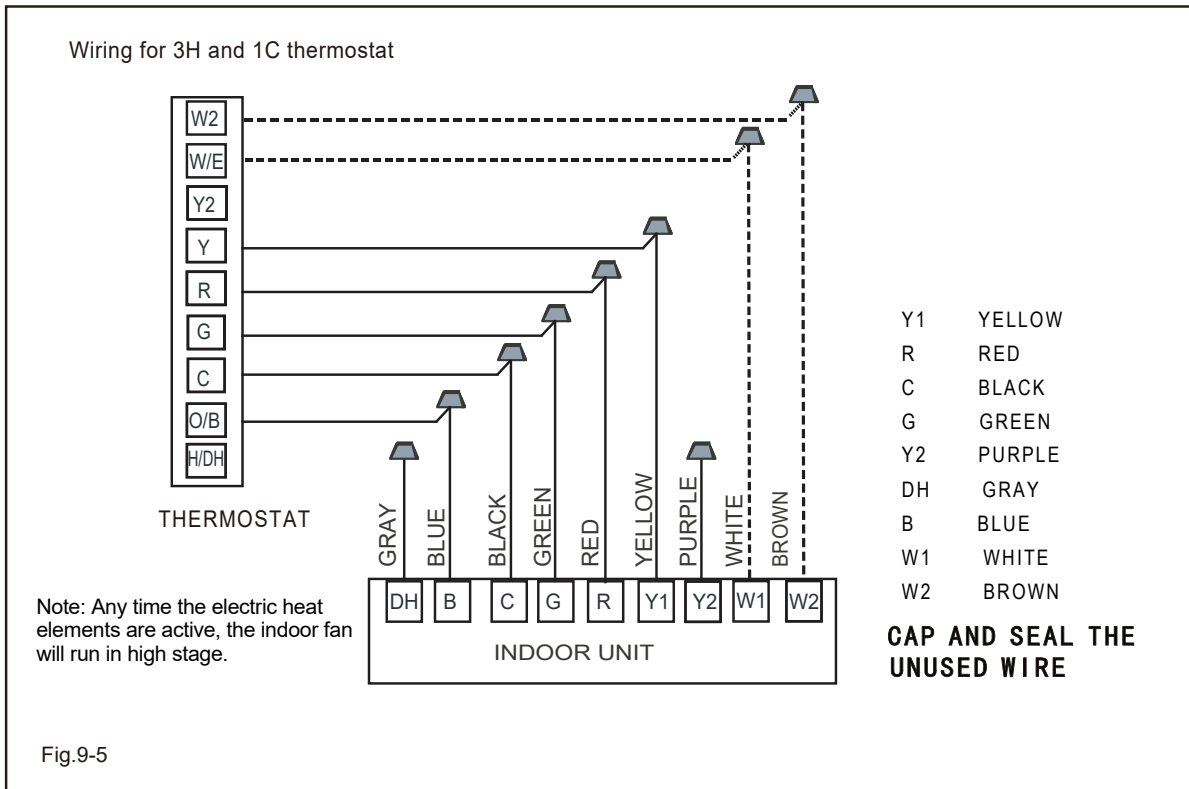 Wiring for 3H and 1C thermostat
W2
W/E
Y2
Y
R
G
C
O/B
H/DH
THERMOSTAT
GRAY
BLUE
BLACK
GREEN
RED
YELLOW
PURPLE
WHITE
BROWN
DH B C G R Y1 Y2 W1 W2
INDOOR UNIT
Note: Any time the electric heat
elements are active, the indoor fan
will run in high stage.
Y1 YELLOW
R RED
C BLACK
G GREEN
Y2 PURPLE
DH GRAY
B BLUE
W1 WHITE
W2 BROWN
CAP AND SEAL THE
UNUSED WIRE
Fig.9-5